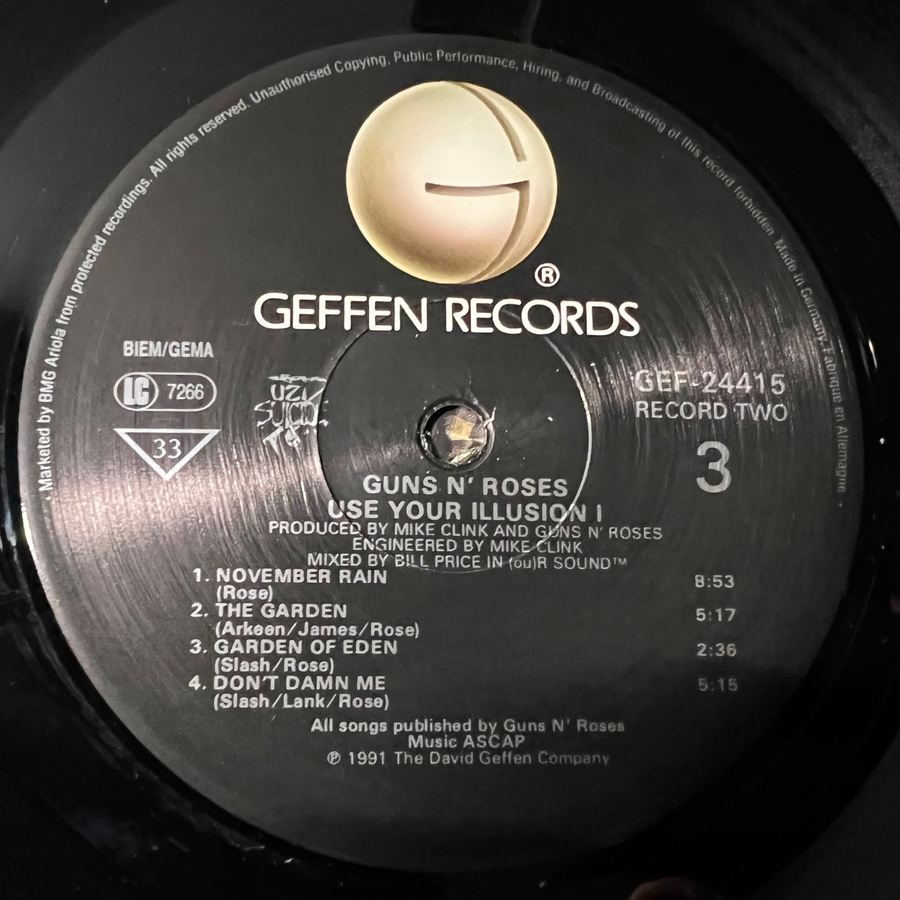 · Marketed by BMG Ariola from protected recordings. All rights reserved. Unauthorised Copying, Public Performance, Hiring, and Broadcasting of this record forbidden. Made in Germany/Fabriqué en Allemagne ·
®
GEFFEN RECORDS
BIEM/GEMA
LC 7266
33
GEF-24415
RECORD TWO
3
GUNS N' ROSES
USE YOUR ILLUSION I
PRODUCED BY MIKE CLINK AND GUNS N' ROSES
ENGINEERED BY MIKE CLINK
MIXED BY BILL PRICE IN (ou)R SOUND™
1. NOVEMBER RAIN 8:53
(Rose)
2. THE GARDEN 5:17
(Arkeen/James/Rose)
3. GARDEN OF EDEN 2:36
(Slash/Rose)
4. DON'T DAMN ME 5:15
(Slash/Lank/Rose)
All songs published by Guns N' Roses
Music ASCAP
℗ 1991 The David Geffen Company